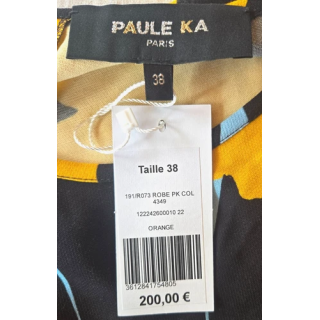 PAULE KA
PARIS
38
Taille 38
191/R073 ROBE PK COL
4349
122242600010 22
ORANGE
3612841754805
200,00 €